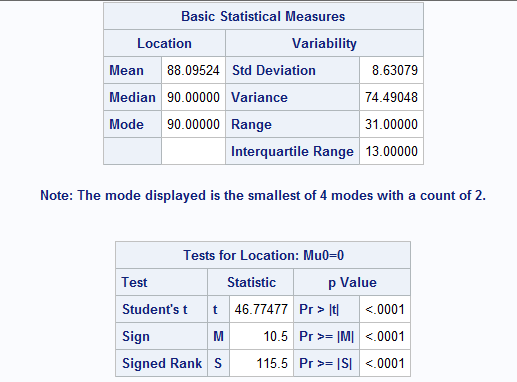 Basic Statistical Measures
Location Variability
Mean 88.09524 Std Deviation 8.63079
Median 90.00000 Variance 74.49048
Mode 90.00000 Range 31.00000
Interquartile Range 13.00000
Note: The mode displayed is the smallest of 4 modes with a count of 2.
Tests for Location: Mu0=0
Test Statistic p Value
Student's t t 46.77477 Pr > |t| <.0001
Sign M 10.5 Pr >= |M| <.0001
Signed Rank S 115.5 Pr >= |S| <.0001